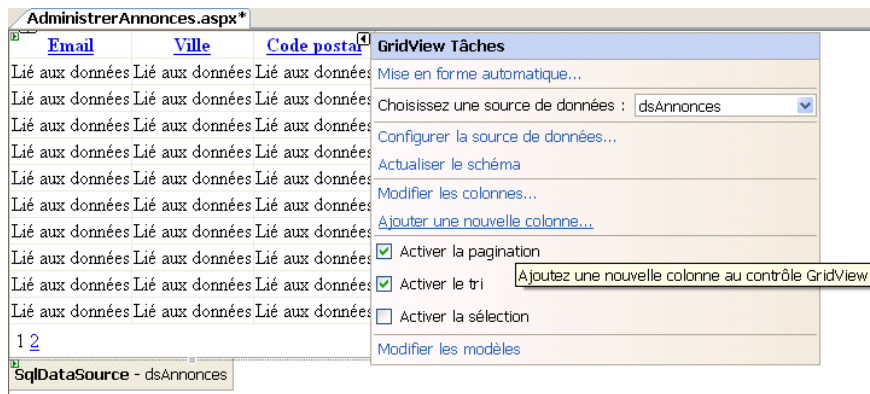 AdministrerAnnonces.aspx*
Email Ville Code postal
Lié aux données Lié aux données Lié aux données
Lié aux données Lié aux données Lié aux données
Lié aux données Lié aux données Lié aux données
Lié aux données Lié aux données Lié aux données
Lié aux données Lié aux données Lié aux données
Lié aux données Lié aux données Lié aux données
Lié aux données Lié aux données Lié aux données
Lié aux données Lié aux données Lié aux données
Lié aux données Lié aux données Lié aux données
Lié aux données Lié aux données Lié aux données
1 2
SqlDataSource - dsAnnonces
GridView Tâches
Mise en forme automatique...
Choisissez une source de données : dsAnnonces
Configurer la source de données...
Actualiser le schéma
Modifier les colonnes...
Ajouter une nouvelle colonne...
Activer la pagination
Ajoutez une nouvelle colonne au contrôle GridView
Activer le tri
Activer la sélection
Modifier les modèles